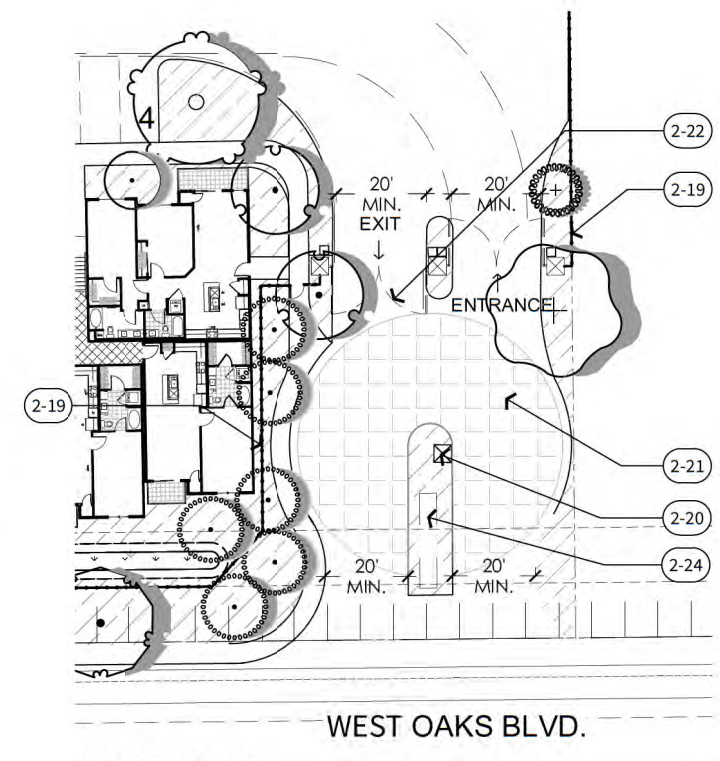 4
2-22
20'
MIN.
EXIT
20'
MIN.
2-19
ENTRANCE
2-19
2-21
2-20
2-24
20'
MIN.
20'
MIN.
WEST OAKS BLVD.